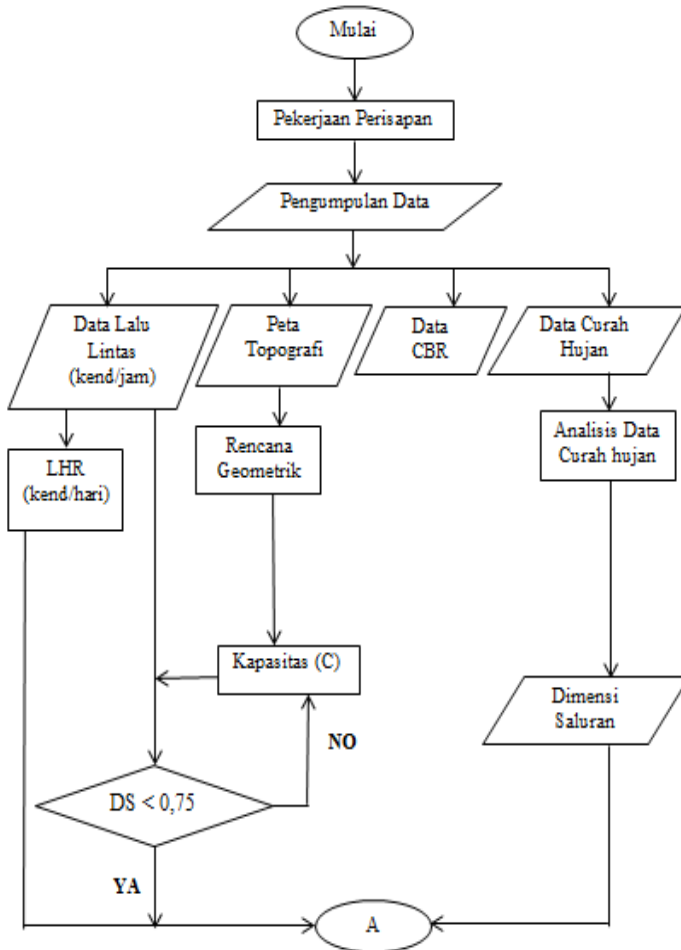 Mulai
Pekerjaan Perisapan
Pengumpulan Data
Data Lalu
Lintas
(kend/jam)
Peta
Topografi
Data
CBR
Data Curah
Hujan
LHR
(kend/hari)
Rencana
Geometrik
Analisis Data
Curah hujan
Kapasitas (C)
Dimensi
Saluran
NO
DS < 0,75
YA
A